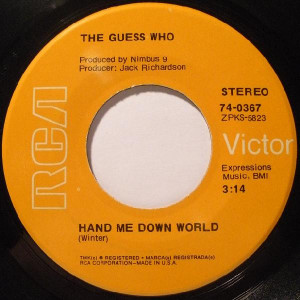 THE GUESS WHO
Produced by Nimbus 9
Producer: Jack Richardson
STEREO
74-0367
ZPKS-5823
RCA
Victor
Expressions
Music, BMI
3:14
HAND ME DOWN WORLD
(Winter)
TMK(s) ® REGISTERED • MARCA(s) REGISTRADA(s)
RCA CORPORATION—MADE IN U.S.A.